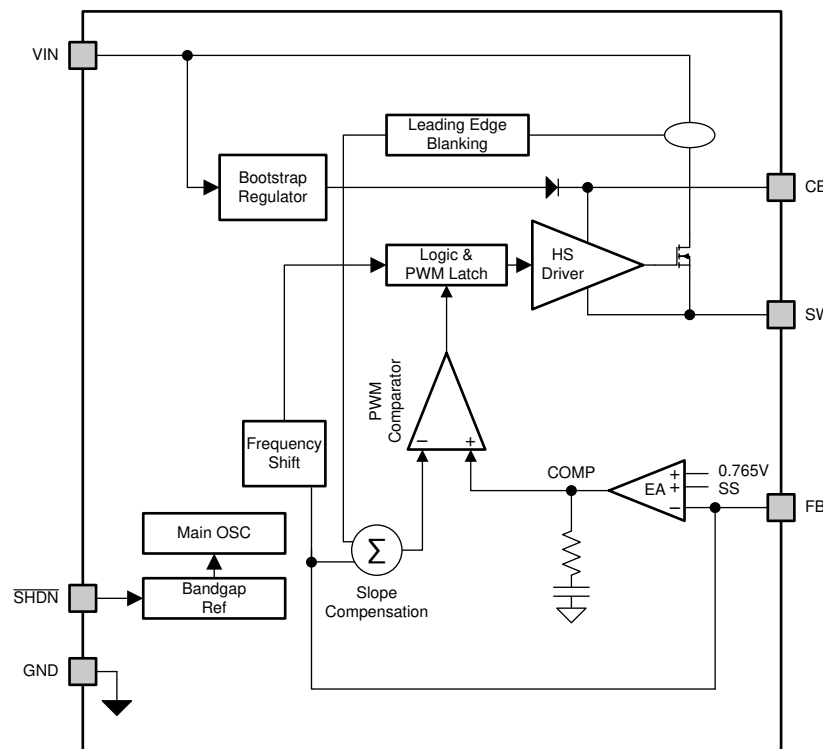 VIN
Leading Edge
Blanking
Bootstrap
Regulator
CB
Logic &
PWM Latch
HS
Driver
SW
PWM
Comparator
−
+
Frequency
Shift
COMP
EA
+
+
−
0.765V
SS
FB
Main OSC
Σ
SHDN
Bandgap
Ref
Slope
Compensation
GND